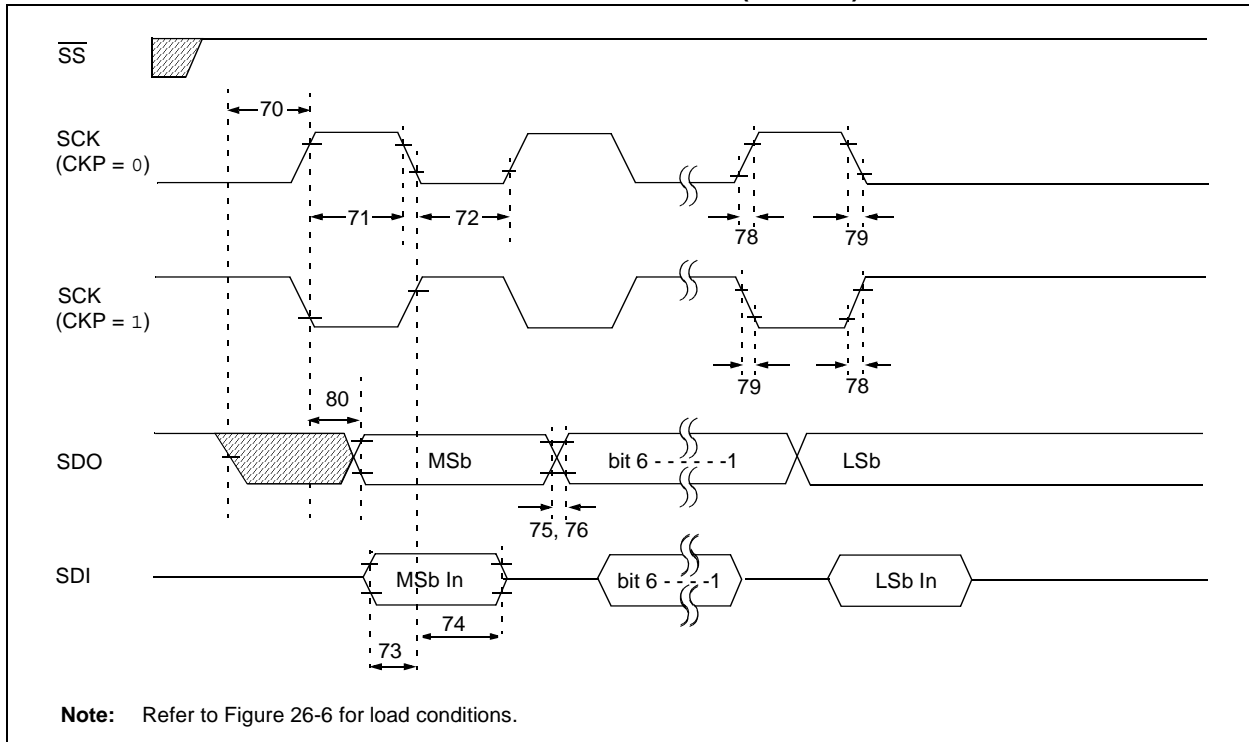 SS
70
SCK
(CKP = 0)
71
72
78
79
SCK
(CKP = 1)
79
78
80
SDO
MSb
bit 6 - - - - - -1
LSb
75, 76
SDI
MSb In
bit 6 - - - -1
LSb In
74
73
Note: Refer to Figure 26-6 for load conditions.